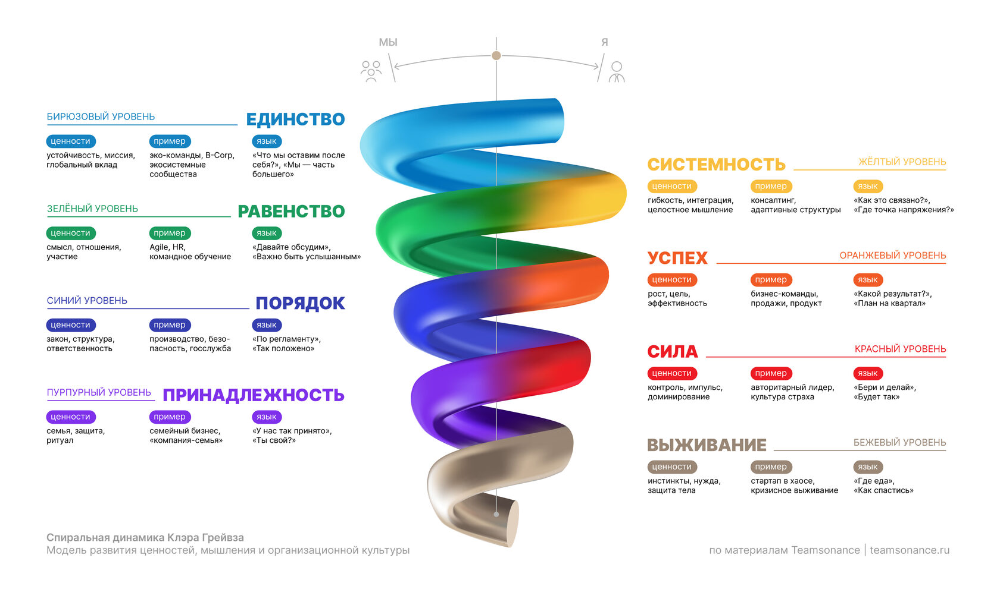 МЫ
Я
БИРЮЗОВЫЙ УРОВЕНЬ
ЕДИНСТВО
ценности
устойчивость, миссия,
глобальный вклад
пример
эко-команды, B-Corp,
экосистемные
сообщества
язык
«Что мы оставим после
себя?», «Мы — часть
большего»
СИСТЕМНОСТЬ
ЖЁЛТЫЙ УРОВЕНЬ
ценности
гибкость, интеграция,
целостное мышление
пример
консалтинг,
адаптивные структуры
язык
«Как это связано?»,
«Где точка напряжения?»
ЗЕЛЁНЫЙ УРОВЕНЬ
РАВЕНСТВО
ценности
смысл, отношения,
участие
пример
Agile, HR,
командное обучение
язык
«Давайте обсудим»,
«Важно быть услышанным»
УСПЕХ
ОРАНЖЕВЫЙ УРОВЕНЬ
ценности
рост, цель,
эффективность
пример
бизнес-команды,
продажи, продукт
язык
«Какой результат?»,
«План на квартал»
СИНИЙ УРОВЕНЬ
ПОРЯДОК
ценности
закон, структура,
ответственность
пример
производство, безо-
пасность, госслужба
язык
«По регламенту»,
«Так положено»
СИЛА
КРАСНЫЙ УРОВЕНЬ
ценности
контроль, импульс,
доминирование
пример
авторитарный лидер,
культура страха
язык
«Бери и делай»,
«Будет так»
ПУРПУРНЫЙ УРОВЕНЬ
ПРИНАДЛЕЖНОСТЬ
ценности
семья, защита,
ритуал
пример
семейный бизнес,
«компания-семья»
язык
«У нас так принято»,
«Ты свой?»
ВЫЖИВАНИЕ
БЕЖЕВЫЙ УРОВЕНЬ
ценности
инстинкты, нужда,
защита тела
пример
стартап в хаосе,
кризисное выживание
язык
«Где еда»,
«Как спастись»
Спиральная динамика Клэра Грейвза
Модель развития ценностей, мышления и организационной культуры
по материалам Teamsonance | teamsonance.ru